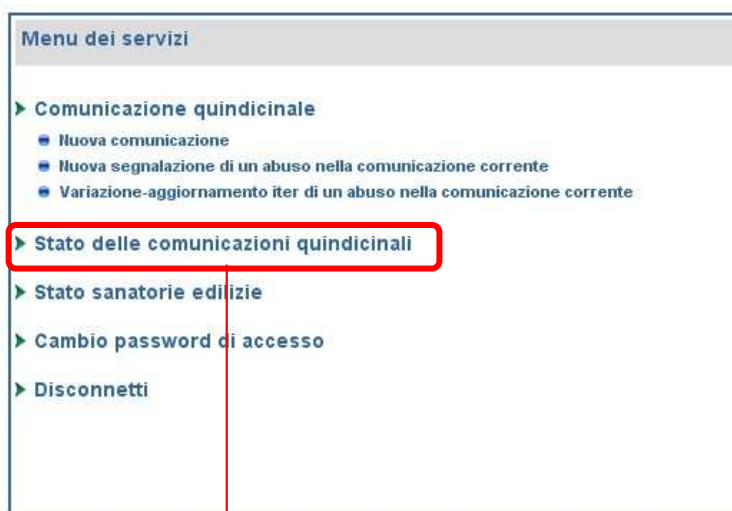 Menu dei servizi
Comunicazione quindicinale
Nuova comunicazione
Nuova segnalazione di un abuso nella comunicazione corrente
Variazione-aggiornamento iter di un abuso nella comunicazione corrente
Stato delle comunicazioni quindicinali
Stato sanatorie edilizie
Cambio password di accesso
Disconnetti